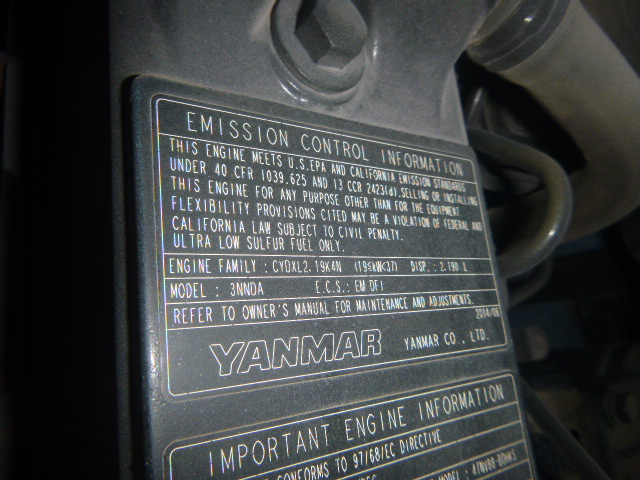 EMISSION CONTROL INFORMATION
THIS ENGINE MEETS U.S.EPA AND CALIFORNIA EMISSION STANDARDS
UNDER 40 CFR 1039.625 AND 13 CCR 2423(d).SELLING OR INSTALLING
THIS ENGINE FOR ANY PURPOSE OTHER THAN FOR THE EQUIPMENT
FLEXIBILITY PROVISIONS CITED MAY BE A VIOLATION OF FEDERAL AND
CALIFORNIA LAW SUBJECT TO CIVIL PENALTY.
ULTRA LOW SULFUR FUEL ONLY.
ENGINE FAMILY : CYDXL2.19K4N (19≤kW<37) DISP.: 2.190 L
MODEL : 3NNDA E.C.S.: EM DFI
REFER TO OWNER'S MANUAL FOR MAINTENANCE AND ADJUSTMENTS.
2014/06
YANMAR YANMAR CO., LTD.
IMPORTANT ENGINE INFORMATION
CONFORMS TO 97/68/EC DIRECTIVE
MODEL :